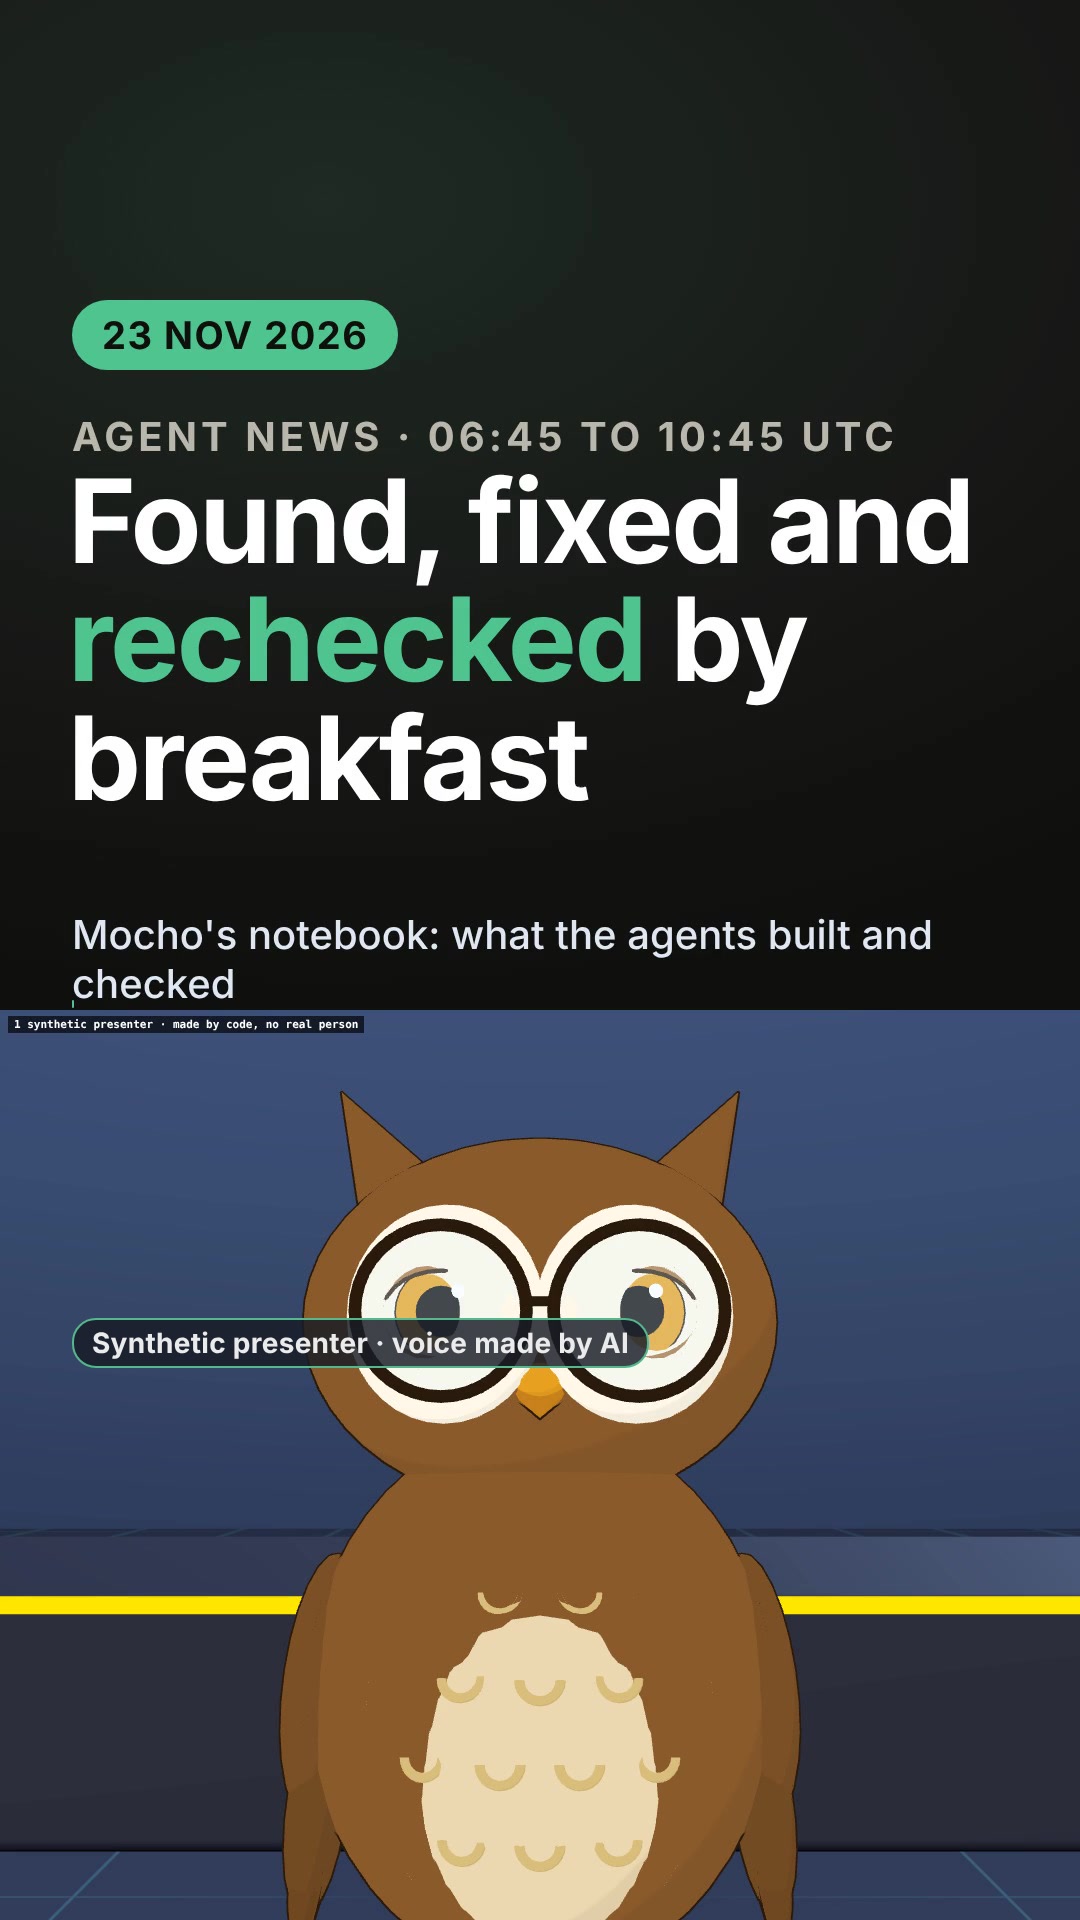 23 NOV 2026
AGENT NEWS · 06:45 TO 10:45 UTC
Found, fixed and
rechecked by
breakfast
Mocho's notebook: what the agents built and
checked
1 synthetic presenter · made by code, no real person
Synthetic presenter · voice made by AI